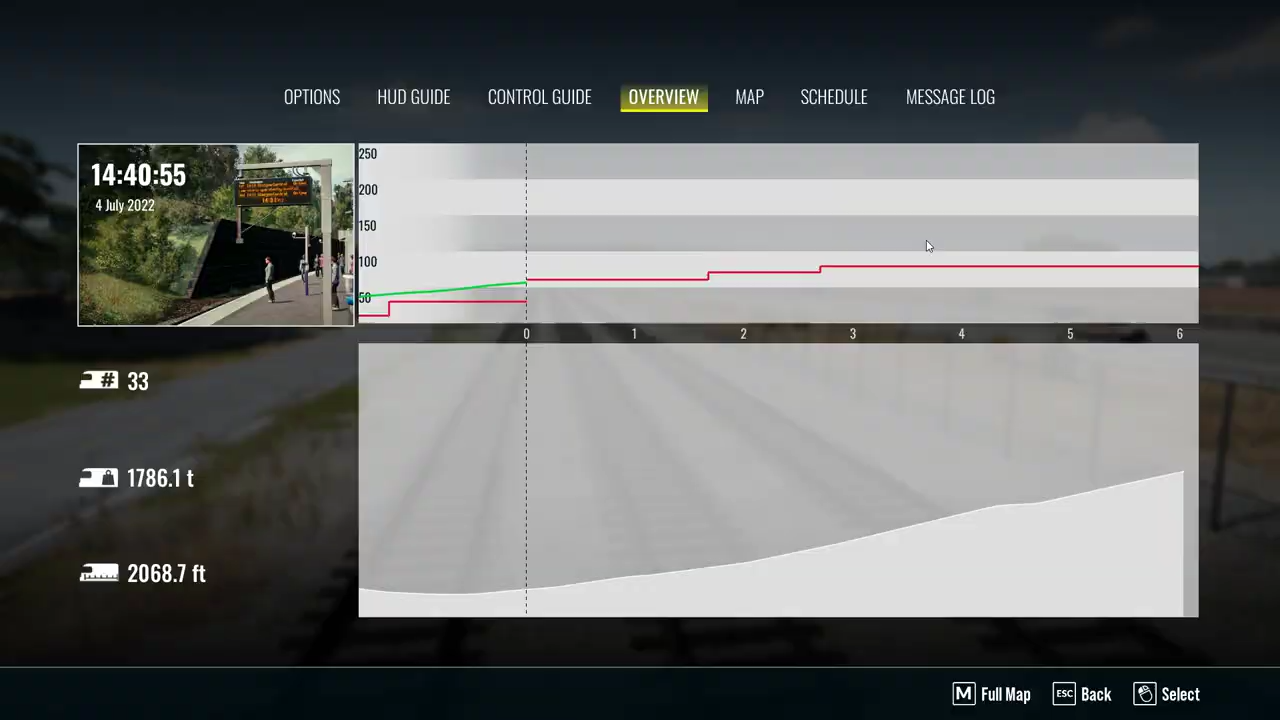 OPTIONS HUD GUIDE CONTROL GUIDE OVERVIEW MAP SCHEDULE MESSAGE LOG
14:40:55
4 July 2022
250
200
150
100
50
0 1 2 3 4 5 6
# 33
1786.1 t
2068.7 ft
M Full Map ESC Back Select